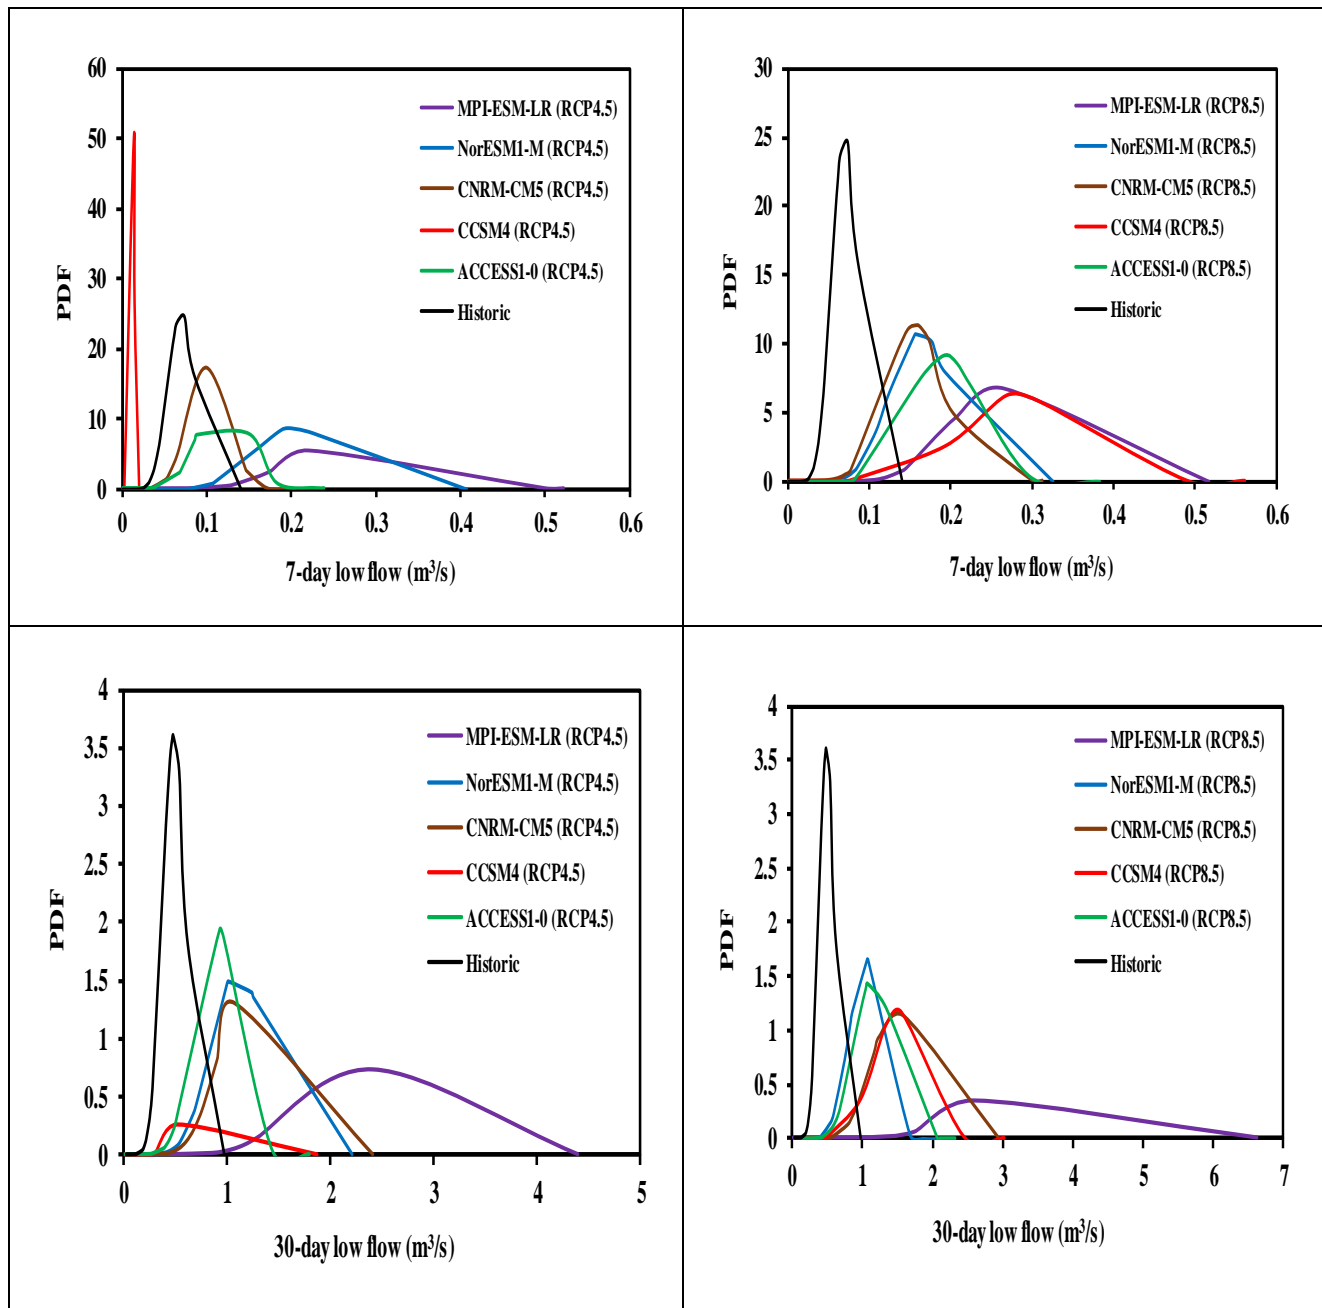 60
50
40
30
20
10
0
PDF
MPI-ESM-LR (RCP4.5)
NorESM1-M (RCP4.5)
CNRM-CM5 (RCP4.5)
CCSM4 (RCP4.5)
ACCESS1-0 (RCP4.5)
Historic
0 0.1 0.2 0.3 0.4 0.5 0.6
7-day low flow (m³/s)
30
25
20
15
10
5
0
PDF
MPI-ESM-LR (RCP8.5)
NorESM1-M (RCP8.5)
CNRM-CM5 (RCP8.5)
CCSM4 (RCP8.5)
ACCESS1-0 (RCP8.5)
Historic
0 0.1 0.2 0.3 0.4 0.5 0.6
7-day low flow (m³/s)
4
3.5
3
2.5
2
1.5
1
0.5
0
PDF
MPI-ESM-LR (RCP4.5)
NorESM1-M (RCP4.5)
CNRM-CM5 (RCP4.5)
CCSM4 (RCP4.5)
ACCESS1-0 (RCP4.5)
Historic
0 1 2 3 4 5
30-day low flow (m³/s)
4
3.5
3
2.5
2
1.5
1
0.5
0
PDF
MPI-ESM-LR (RCP8.5)
NorESM1-M (RCP8.5)
CNRM-CM5 (RCP8.5)
CCSM4 (RCP8.5)
ACCESS1-0 (RCP8.5)
Historic
0 1 2 3 4 5 6 7
30-day low flow (m³/s)